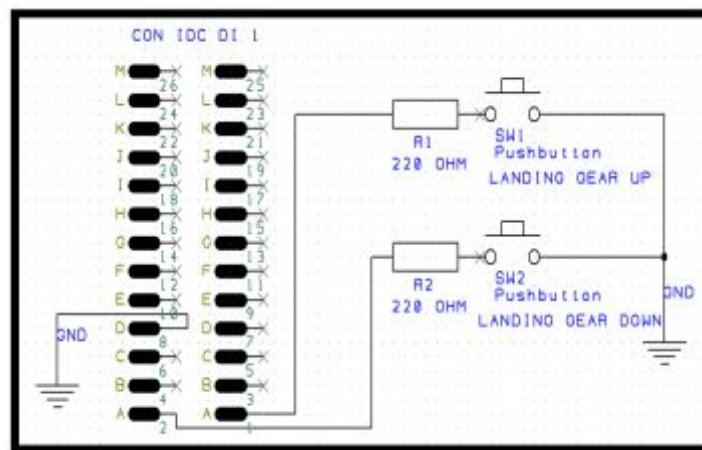 CON IDC DI 1
M M
26 25
L L
24 23
K K
22 21
J J
20 19
I I
18 17
H H
16 15
G G
14 13
F F
12 11
E E
10 9
D D
8 7
C C
6 5
B B
4 3
A A
2 1
GND
R1
220 OHM
SW1
Pushbutton
LANDING GEAR UP
R2
220 OHM
SW2
Pushbutton
LANDING GEAR DOWN
GND